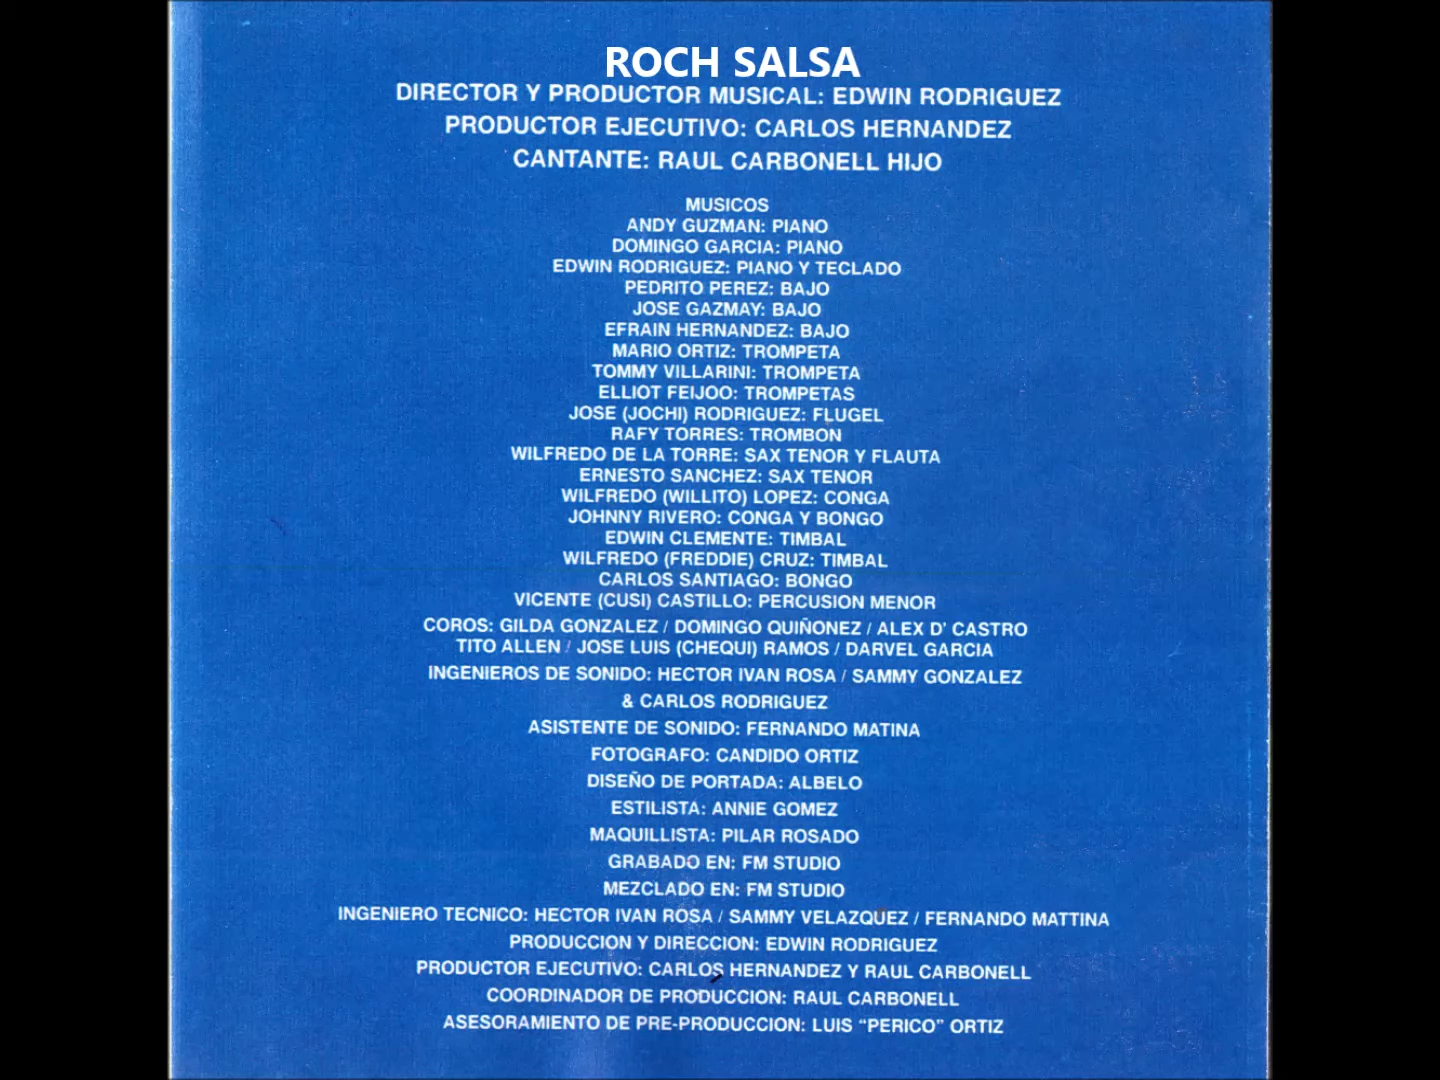 ROCH SALSA
DIRECTOR Y PRODUCTOR MUSICAL: EDWIN RODRIGUEZ
PRODUCTOR EJECUTIVO: CARLOS HERNANDEZ
CANTANTE: RAUL CARBONELL HIJO
MUSICOS
ANDY GUZMAN: PIANO
DOMINGO GARCIA: PIANO
EDWIN RODRIGUEZ: PIANO Y TECLADO
PEDRITO PEREZ: BAJO
JOSE GAZMAY: BAJO
EFRAIN HERNANDEZ: BAJO
MARIO ORTIZ: TROMPETA
TOMMY VILLARINI: TROMPETA
ELLIOT FEIJOO: TROMPETAS
JOSE (JOCHI) RODRIGUEZ: FLUGEL
RAFY TORRES: TROMBON
WILFREDO DE LA TORRE: SAX TENOR Y FLAUTA
ERNESTO SANCHEZ: SAX TENOR
WILFREDO (WILLITO) LOPEZ: CONGA
JOHNNY RIVERO: CONGA Y BONGO
EDWIN CLEMENTE: TIMBAL
WILFREDO (FREDDIE) CRUZ: TIMBAL
CARLOS SANTIAGO: BONGO
VICENTE (CUSI) CASTILLO: PERCUSION MENOR
COROS: GILDA GONZALEZ / DOMINGO QUIÑONEZ / ALEX D' CASTRO
TITO ALLEN / JOSE LUIS (CHEQUI) RAMOS / DARVEL GARCIA
INGENIEROS DE SONIDO: HECTOR IVAN ROSA / SAMMY GONZALEZ
& CARLOS RODRIGUEZ
ASISTENTE DE SONIDO: FERNANDO MATINA
FOTOGRAFO: CANDIDO ORTIZ
DISEÑO DE PORTADA: ALBELO
ESTILISTA: ANNIE GOMEZ
MAQUILLISTA: PILAR ROSADO
GRABADO EN: FM STUDIO
MEZCLADO EN: FM STUDIO
INGENIERO TECNICO: HECTOR IVAN ROSA / SAMMY VELAZQUEZ / FERNANDO MATTINA
PRODUCCION Y DIRECCION: EDWIN RODRIGUEZ
PRODUCTOR EJECUTIVO: CARLOS HERNANDEZ Y RAUL CARBONELL
COORDINADOR DE PRODUCCION: RAUL CARBONELL
ASESORAMIENTO DE PRE-PRODUCCION: LUIS “PERICO” ORTIZ